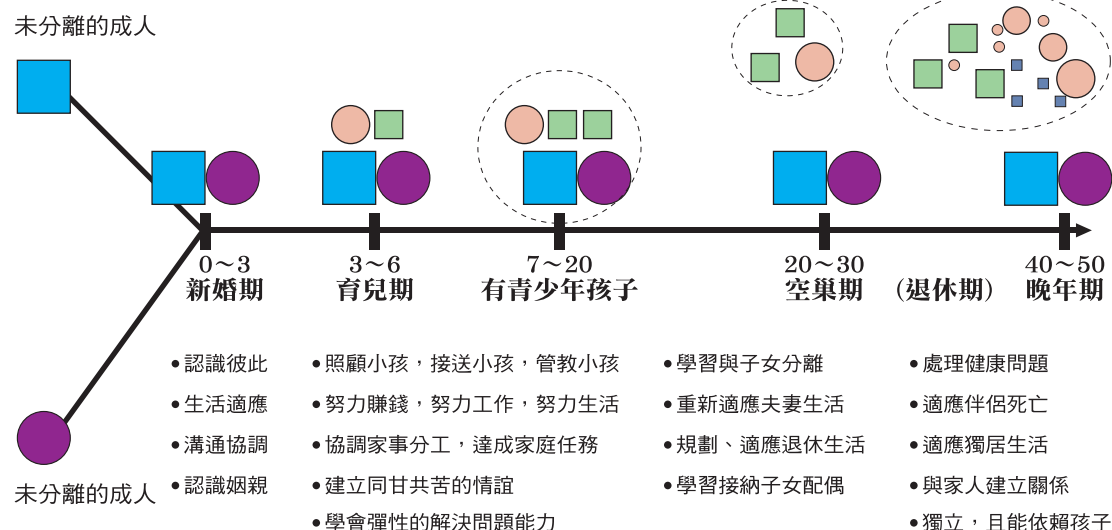 未分離的成人
未分離的成人
0～3
新婚期
3～6
育兒期
7～20
有青少年孩子
20～30
空巢期
(退休期)
40～50
晚年期
•認識彼此
•生活適應
•溝通協調
•認識姻親
•照顧小孩，接送小孩，管教小孩
•努力賺錢，努力工作，努力生活
•協調家事分工，達成家庭任務
•建立同甘共苦的情誼
•學會彈性的解決問題能力
•學習與子女分離
•重新適應夫妻生活
•規劃、適應退休生活
•學習接納子女配偶
•處理健康問題
•適應伴侶死亡
•適應獨居生活
•與家人建立關係
•獨立，且能依賴孩子